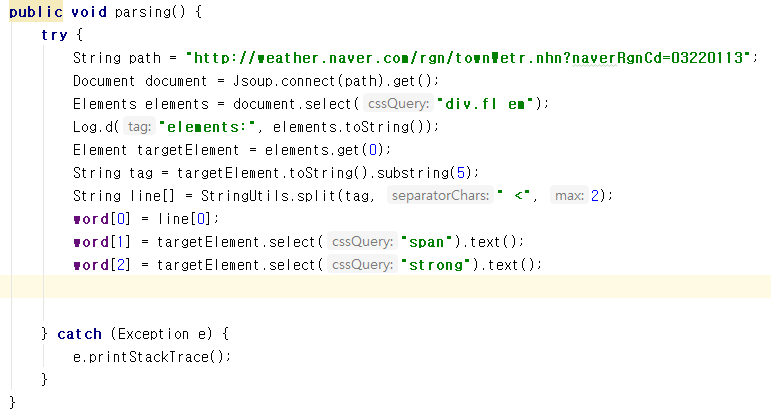 public void parsing() {
try {
String path = "http://weather.naver.com/rgn/townWetr.nhn?naverRgnCd=03220113";
Document document = Jsoup.connect(path).get();
Elements elements = document.select( cssQuery: "div.fl em");
Log.d( tag: "elements:", elements.toString());
Element targetElement = elements.get(0);
String tag = targetElement.toString().substring(5);
String line[] = StringUtils.split(tag, separatorChars: " <", max: 2);
word[0] = line[0];
word[1] = targetElement.select( cssQuery: "span").text();
word[2] = targetElement.select( cssQuery: "strong").text();
} catch (Exception e) {
e.printStackTrace();
}
}